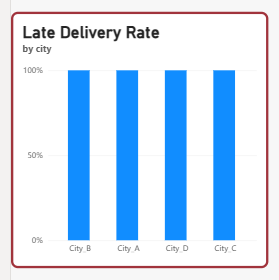 Late Delivery Rate
by city
100%
50%
0%
City_B City_A City_D City_C